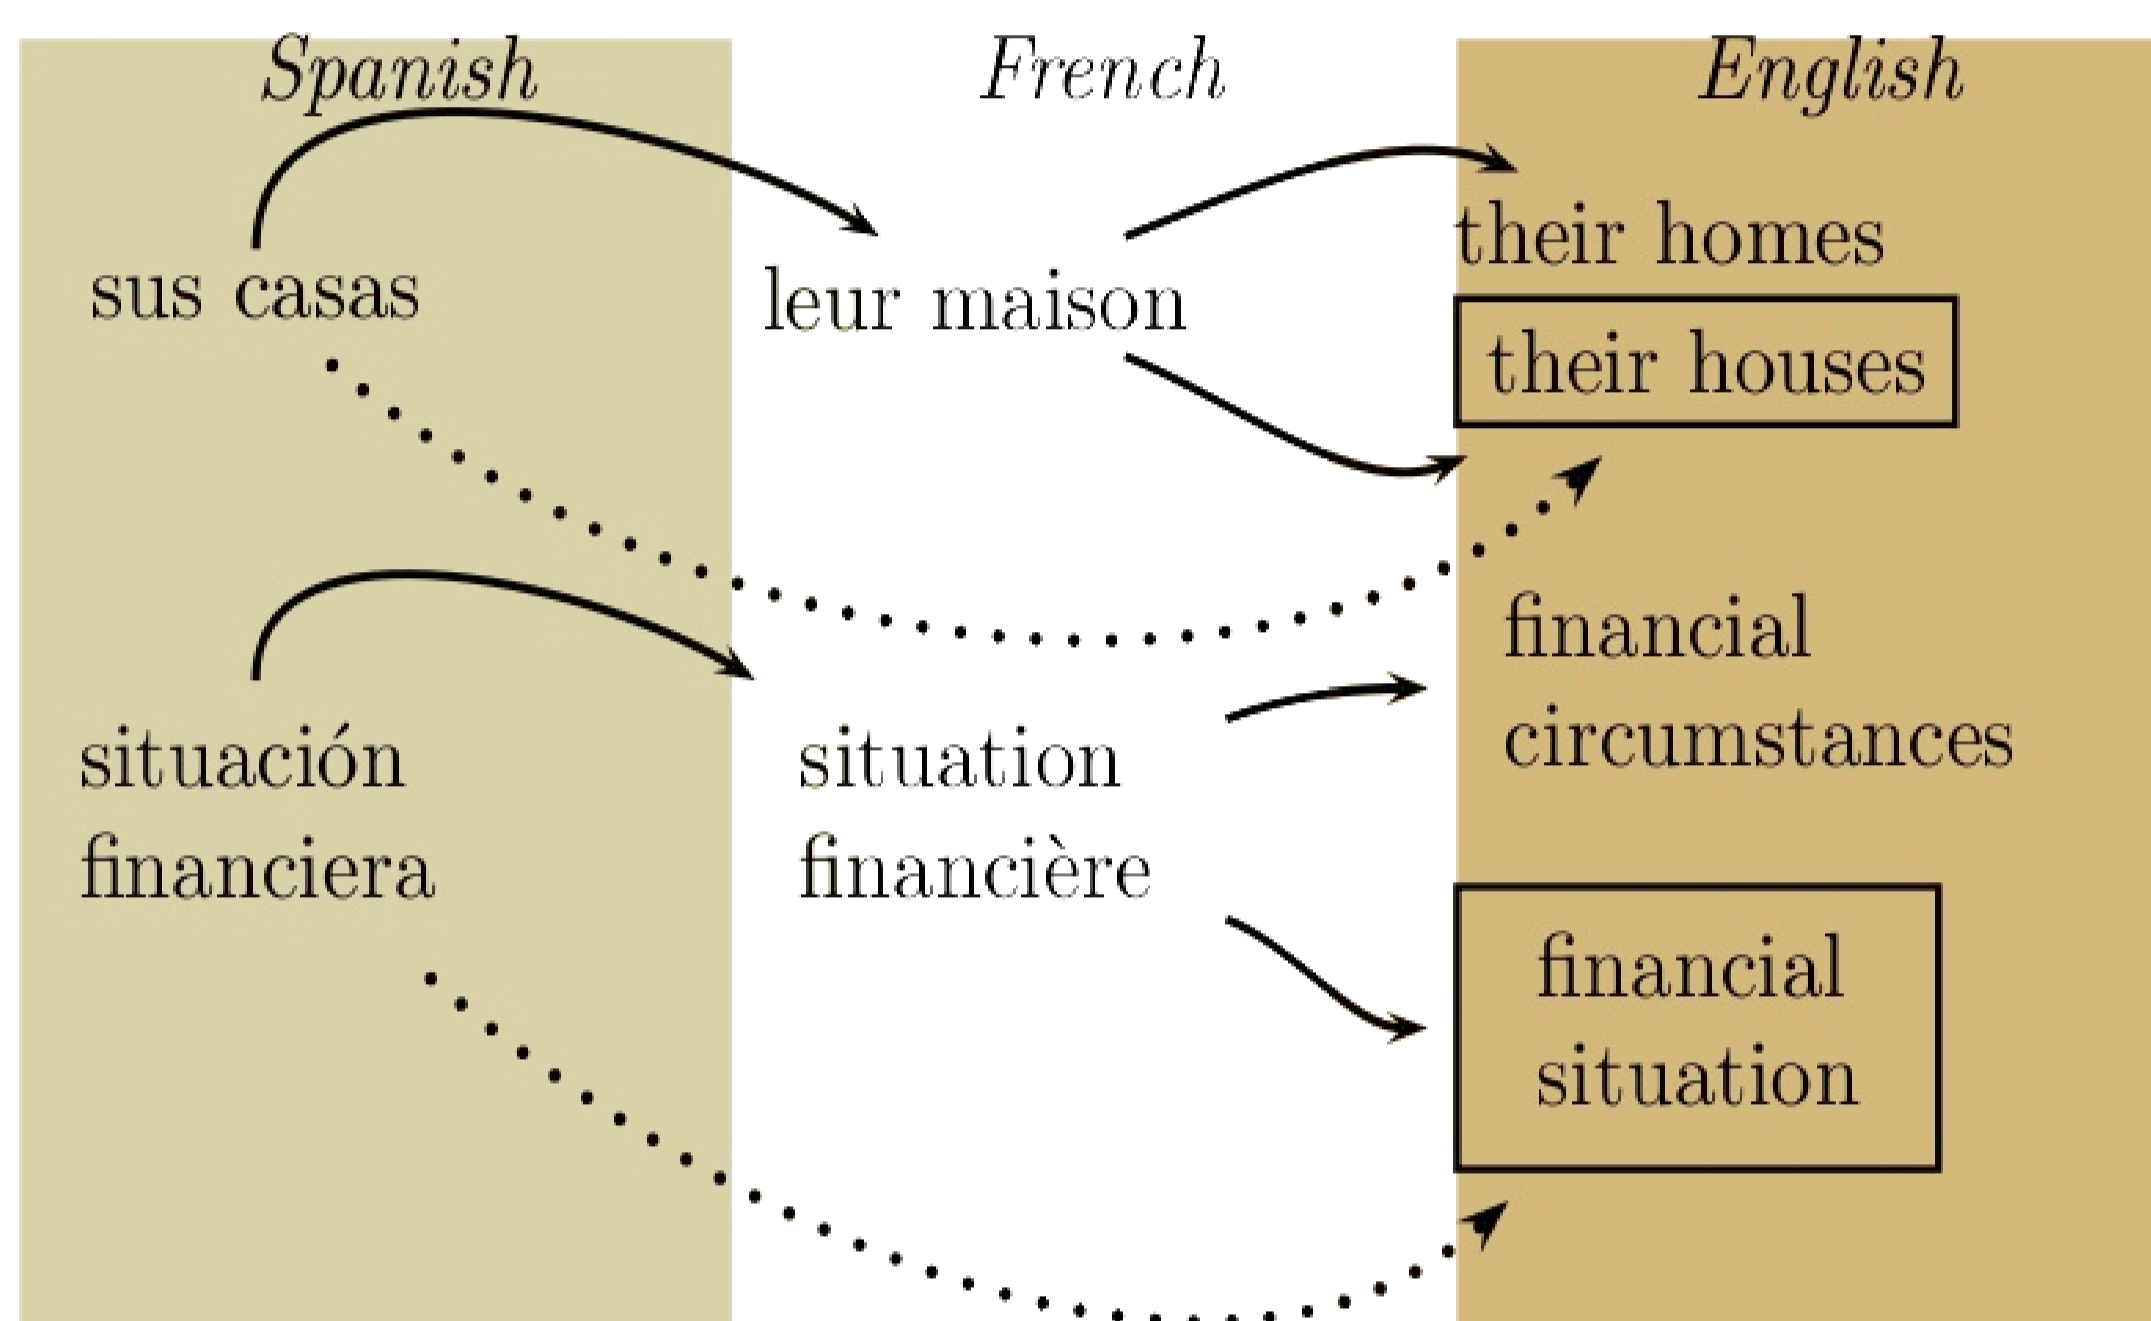 Spanish
French
English
sus casas
leur maison
their homes
their houses
situación
financiera
situation
financière
financial
circumstances
financial
situation